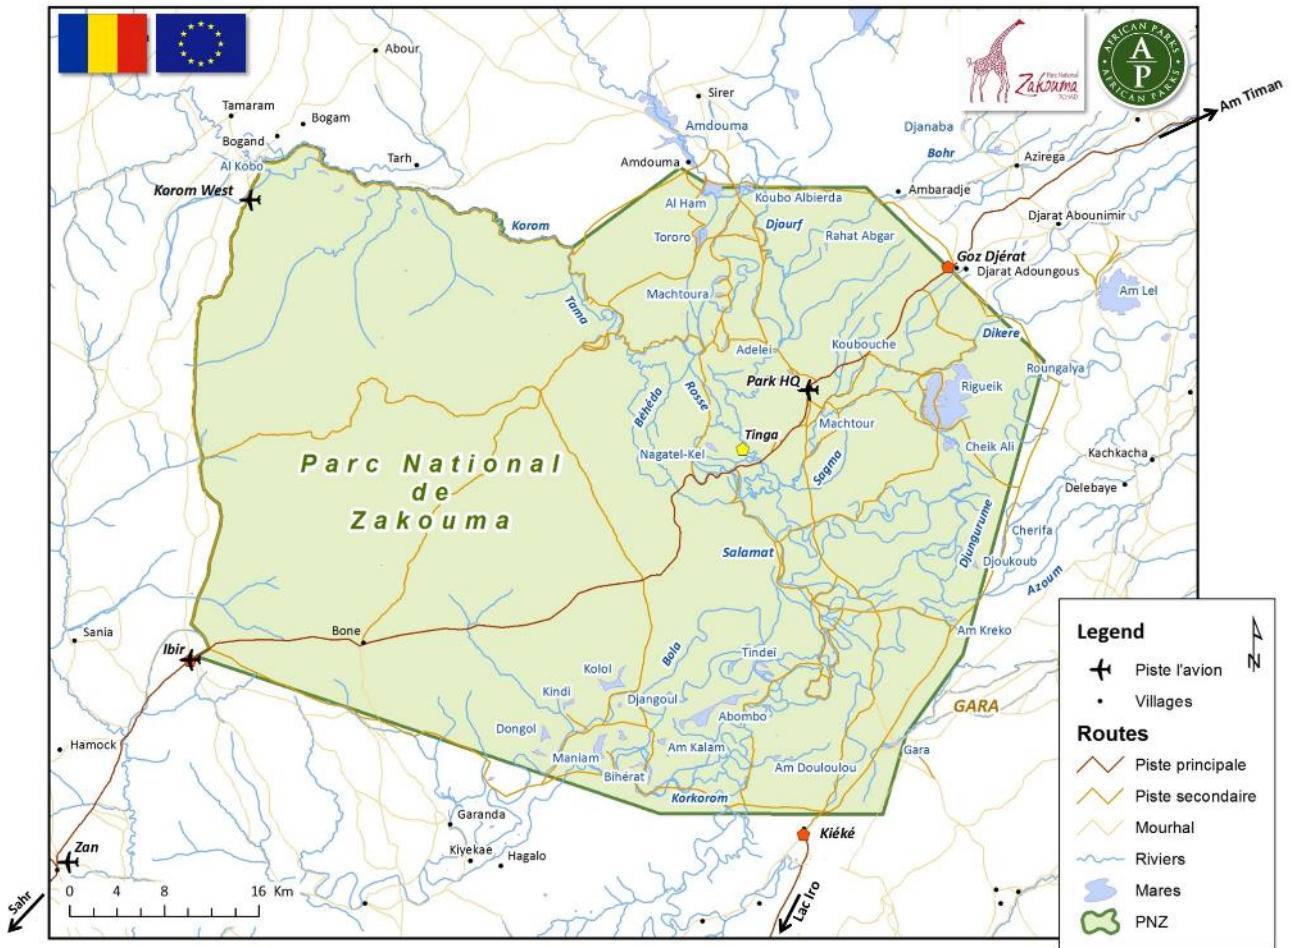 Parc National
Zakouma
TCHAD
AFRICAN PARKS
A
P
AFRICAN PARKS
Am Timan
Abour
Sirer
Tamaram
Bogam
Bogand
Amdouma
Djanaba
Bohr
Tarh
Al Kobo
Amdouma
Azirega
Korom West
Ambaradje
Koubo Albierda
Al Ham
Djarat Abounimir
Korom
Djourf
Tororo
Rahat Abgar
Goz Djérat
Djarat Adoungous
Machtoura
Am Lel
Tama
Dikere
Koubouche
Adelei
Roungalya
Park HQ
Rigueik
Rosse
Béhéda
Machtour
Tinga
Cheik Ali
Nagatel-Kel
Kachkacha
Sagma
Parc National
de
Zakouma
Delebaye
Djungurume
Cherifa
Salamat
Djoukoub
Azoum
Sania
Bone
Am Kreko
Ibir
Bola
Tindeï
Kolol
Kindi
Djangoul
GARA
Abombo
Dongol
Hamock
Am Kalam
Gara
Maniam
Am Douloulou
Bihérat
Korkorom
Garanda
Kiéké
Zan
Kiyekae
Hagalo
0 4 8 16 Km
Sahr
Lac Iro
Legend
N
Piste l'avion
Villages
Routes
Piste principale
Piste secondaire
Mourhal
Riviers
Mares
PNZ